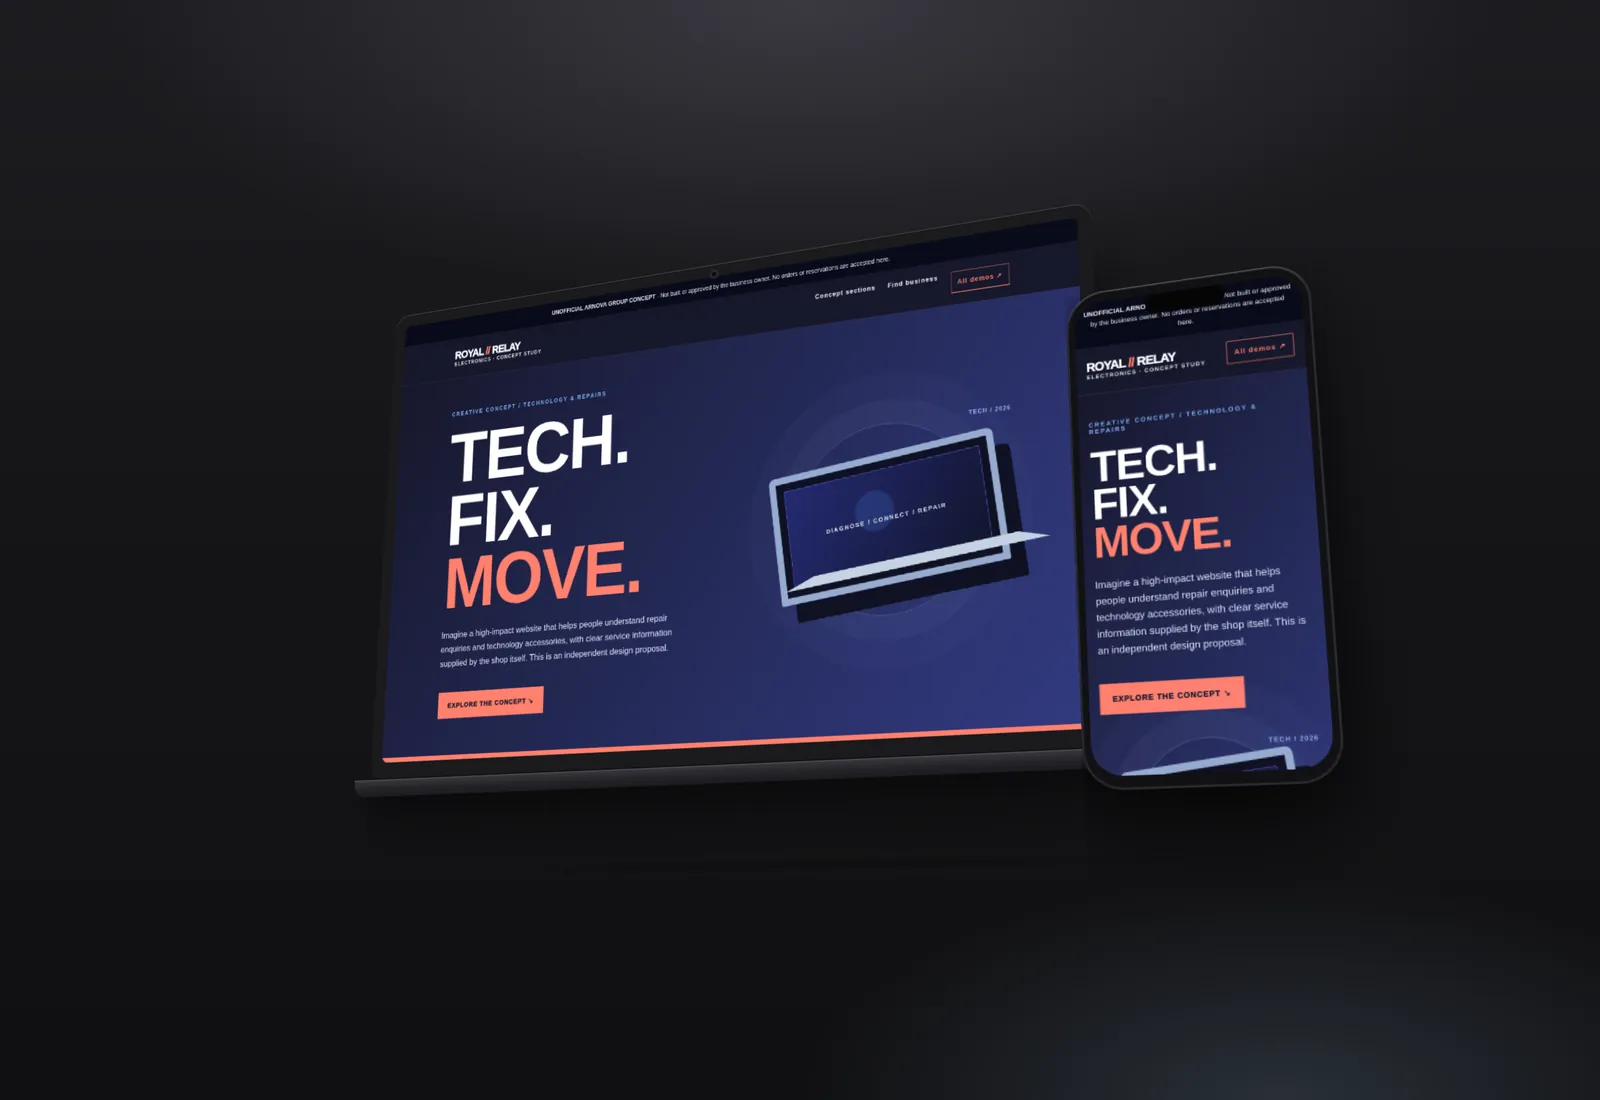 UNOFFICIAL ARNOVA GROUP CONCEPT · Not built or approved by the business owner. No orders or reservations are accepted here.
ROYAL // RELAY
ELECTRONICS · CONCEPT STUDY
Concept sections
Find business
All demos ↗
CREATIVE CONCEPT / TECHNOLOGY & REPAIRS
TECH.
FIX.
MOVE.
Imagine a high-impact website that helps people understand repair
enquiries and technology accessories, with clear service information
supplied by the shop itself. This is an independent design proposal.
EXPLORE THE CONCEPT ↘
TECH / 2026
DIAGNOSE / CONNECT / REPAIR
UNOFFICIAL ARNO
Not built or approved
by the business owner. No orders or reservations are accepted
here.
ROYAL // RELAY
ELECTRONICS · CONCEPT STUDY
All demos ↗
CREATIVE CONCEPT / TECHNOLOGY &
REPAIRS
TECH.
FIX.
MOVE.
Imagine a high-impact website that helps
people understand repair enquiries and
technology accessories, with clear service
information supplied by the shop itself. This is
an independent design proposal.
EXPLORE THE CONCEPT ↘
TECH / 2026